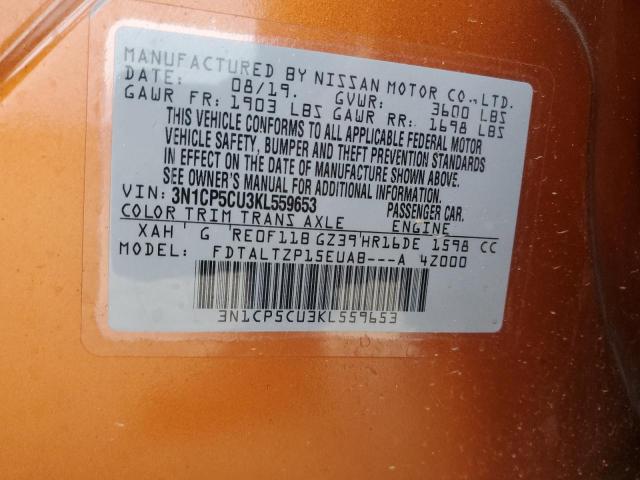 MANUFACTURED BY NISSAN MOTOR CO.,LTD.
DATE: 08/19. GVWR: 3600 LBS
GAWR FR: 1903 LBS GAWR RR: 1698 LBS
THIS VEHICLE CONFORMS TO ALL APPLICABLE FEDERAL MOTOR
VEHICLE SAFETY, BUMPER AND THEFT PREVENTION STANDARDS
IN EFFECT ON THE DATE OF MANUFACTURE SHOWN ABOVE.
SEE OWNER'S MANUAL FOR ADDITIONAL INFORMATION.
VIN: 3N1CP5CU3KL559653 PASSENGER CAR.
COLOR TRIM TRANS AXLE ENGINE
XAH ' G ' RE0F11B GZ39'HR16DE 1598 CC
MODEL: FDTALTZP15EUAB---A 4Z000
3N1CP5CU3KL559653